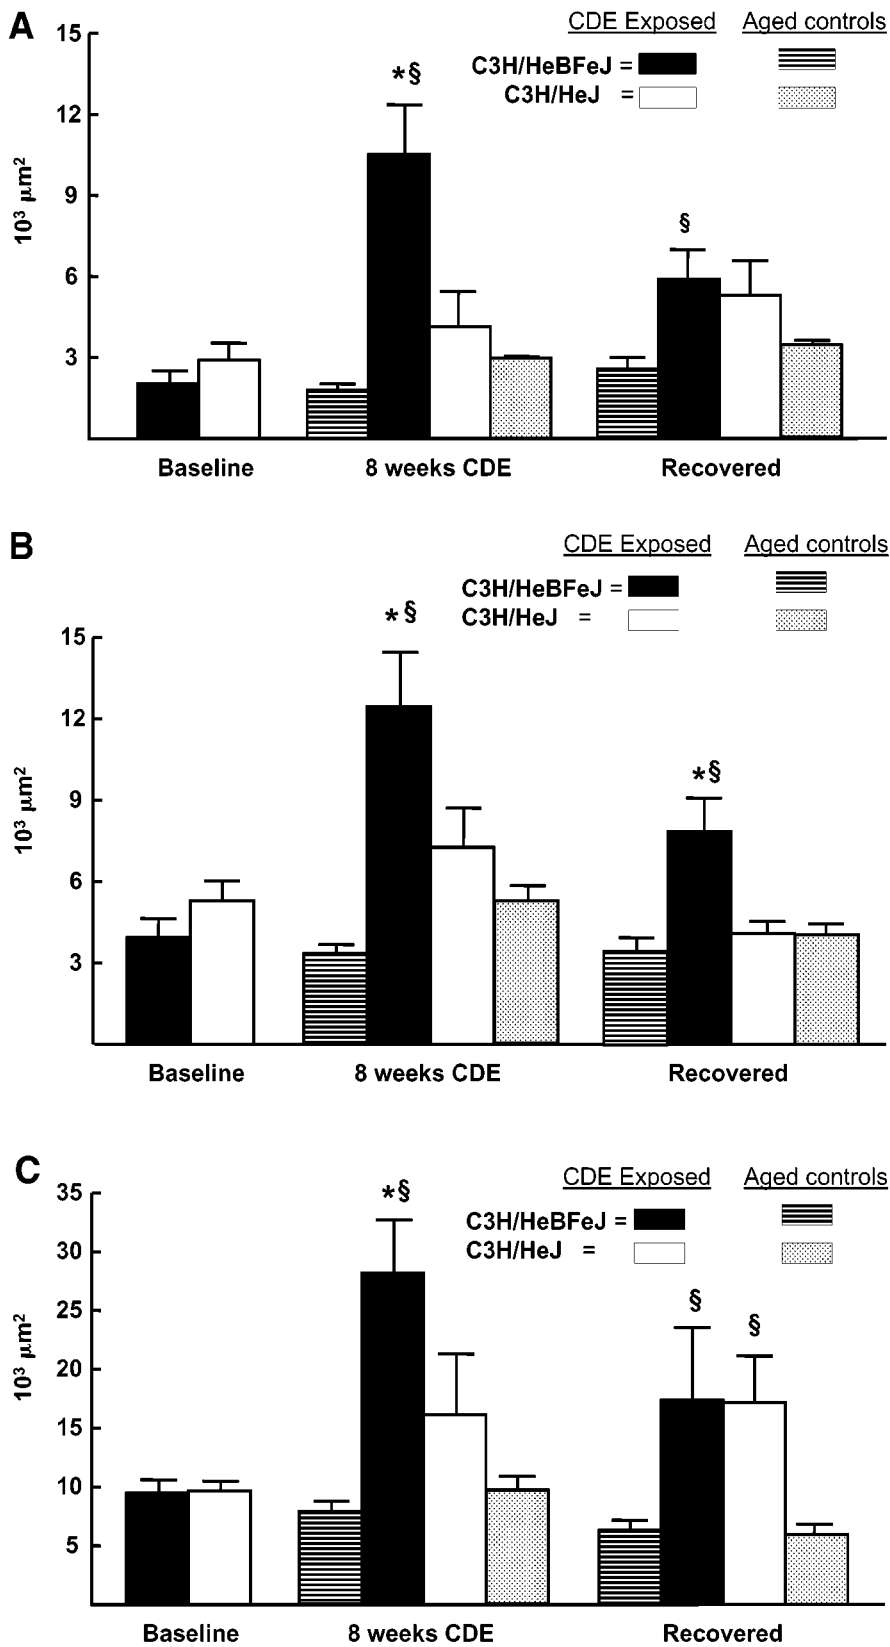 A
CDE Exposed Aged controls
C3H/HeBFeJ =
C3H/HeJ =
15
12
9
6
3
10³ µm²
*§
§
Baseline 8 weeks CDE Recovered
B
CDE Exposed Aged controls
C3H/HeBFeJ =
C3H/HeJ =
15
12
9
6
3
10³ µm²
*§
*§
Baseline 8 weeks CDE Recovered
C
CDE Exposed Aged controls
C3H/HeBFeJ =
C3H/HeJ =
35
30
25
20
15
10
5
10³ µm²
*§
§
§
Baseline 8 weeks CDE Recovered